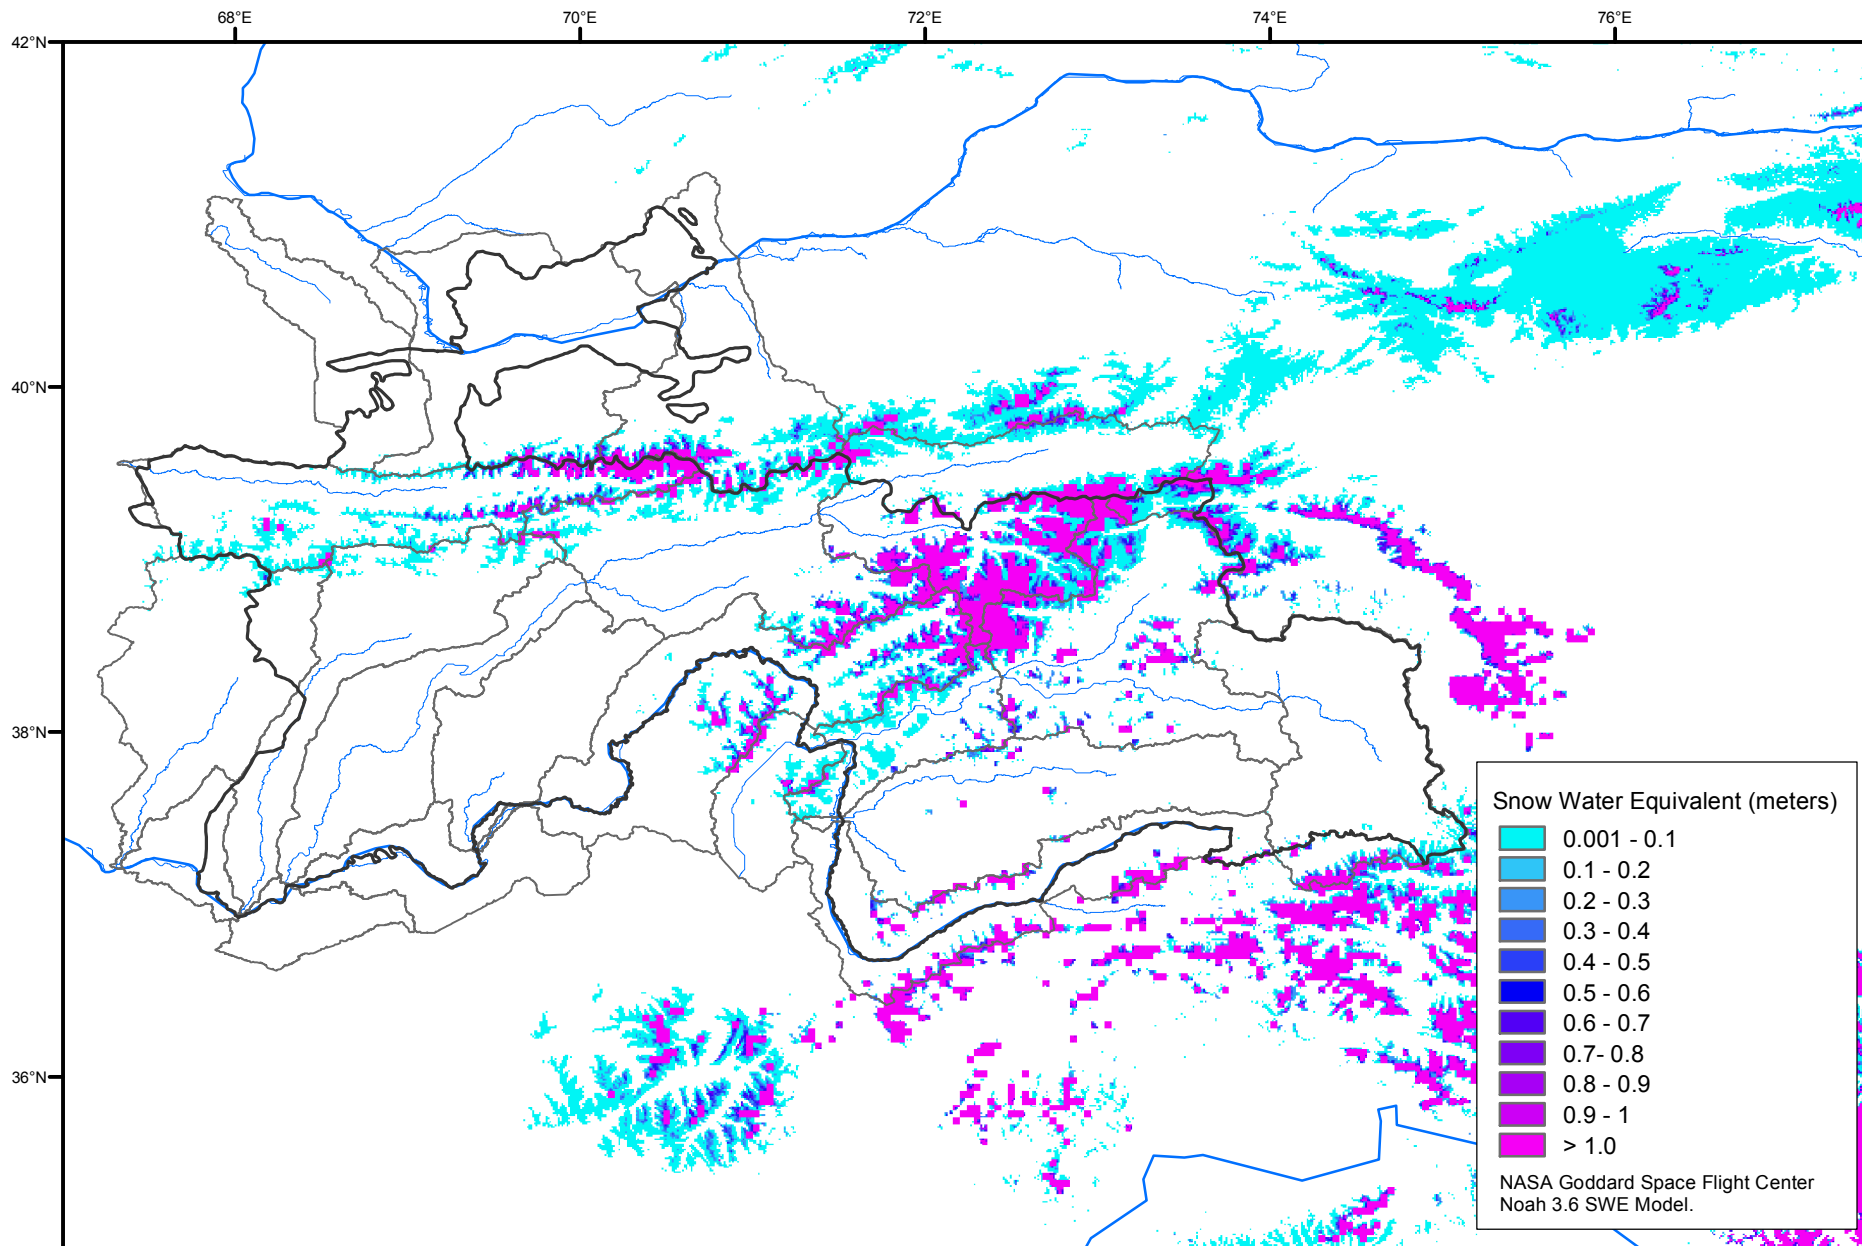 68°E
70°E
72°E
74°E
76°E
42°N
40°N
38°N
36°N
Snow Water Equivalent (meters)
0.001 - 0.1
0.1 - 0.2
0.2 - 0.3
0.3 - 0.4
0.4 - 0.5
0.5 - 0.6
0.6 - 0.7
0.7- 0.8
0.8 - 0.9
0.9 - 1
> 1.0
NASA Goddard Space Flight Center
Noah 3.6 SWE Model.